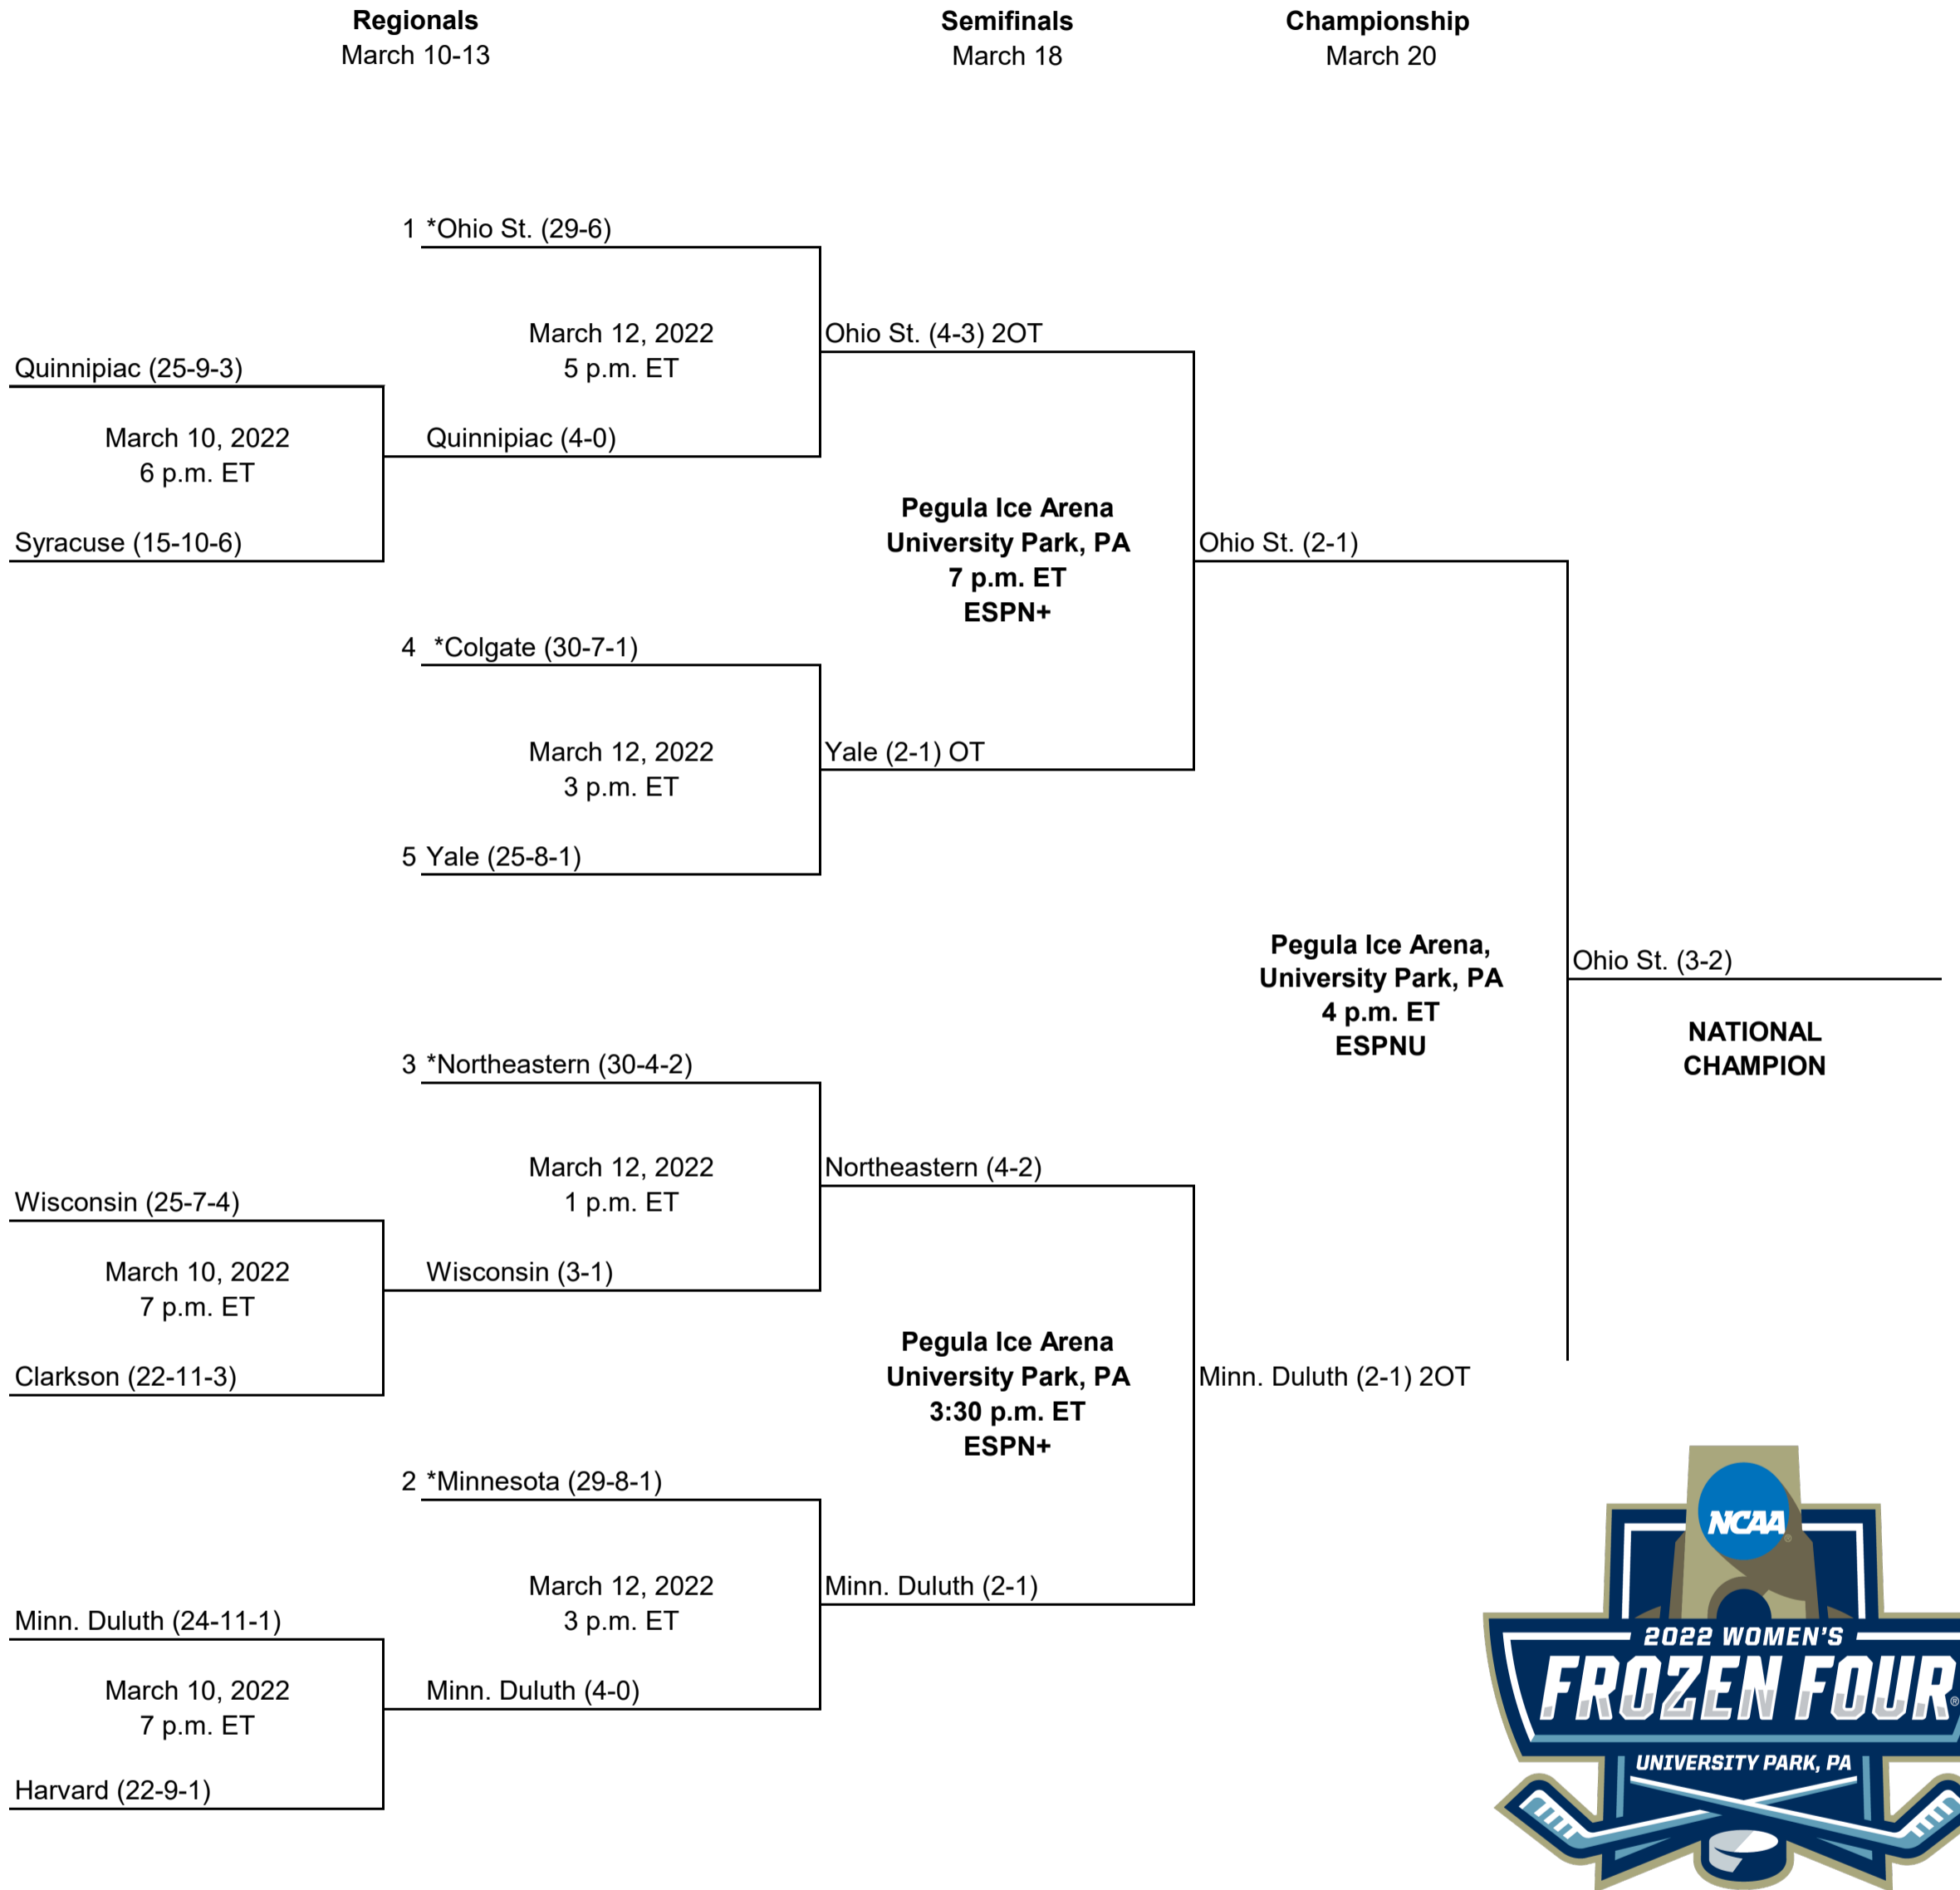 Regionals
March 10-13
Semifinals
March 18
Championship
March 20
1 *Ohio St. (29-6)
March 12, 2022
5 p.m. ET
Ohio St. (4-3) 2OT
Quinnipiac (25-9-3)
March 10, 2022
6 p.m. ET
Quinnipiac (4-0)
Syracuse (15-10-6)
Pegula Ice Arena
University Park, PA
7 p.m. ET
ESPN+
Ohio St. (2-1)
4 *Colgate (30-7-1)
March 12, 2022
3 p.m. ET
Yale (2-1) OT
5 Yale (25-8-1)
Pegula Ice Arena,
University Park, PA
4 p.m. ET
ESPNU
Ohio St. (3-2)
NATIONAL
CHAMPION
3 *Northeastern (30-4-2)
March 12, 2022
1 p.m. ET
Northeastern (4-2)
Wisconsin (25-7-4)
March 10, 2022
7 p.m. ET
Wisconsin (3-1)
Clarkson (22-11-3)
Pegula Ice Arena
University Park, PA
3:30 p.m. ET
ESPN+
Minn. Duluth (2-1) 2OT
2 *Minnesota (29-8-1)
March 12, 2022
3 p.m. ET
Minn. Duluth (2-1)
Minn. Duluth (24-11-1)
March 10, 2022
7 p.m. ET
Minn. Duluth (4-0)
Harvard (22-9-1)
NCAA®
2022 WOMEN'S
FROZEN FOUR®
UNIVERSITY PARK, PA